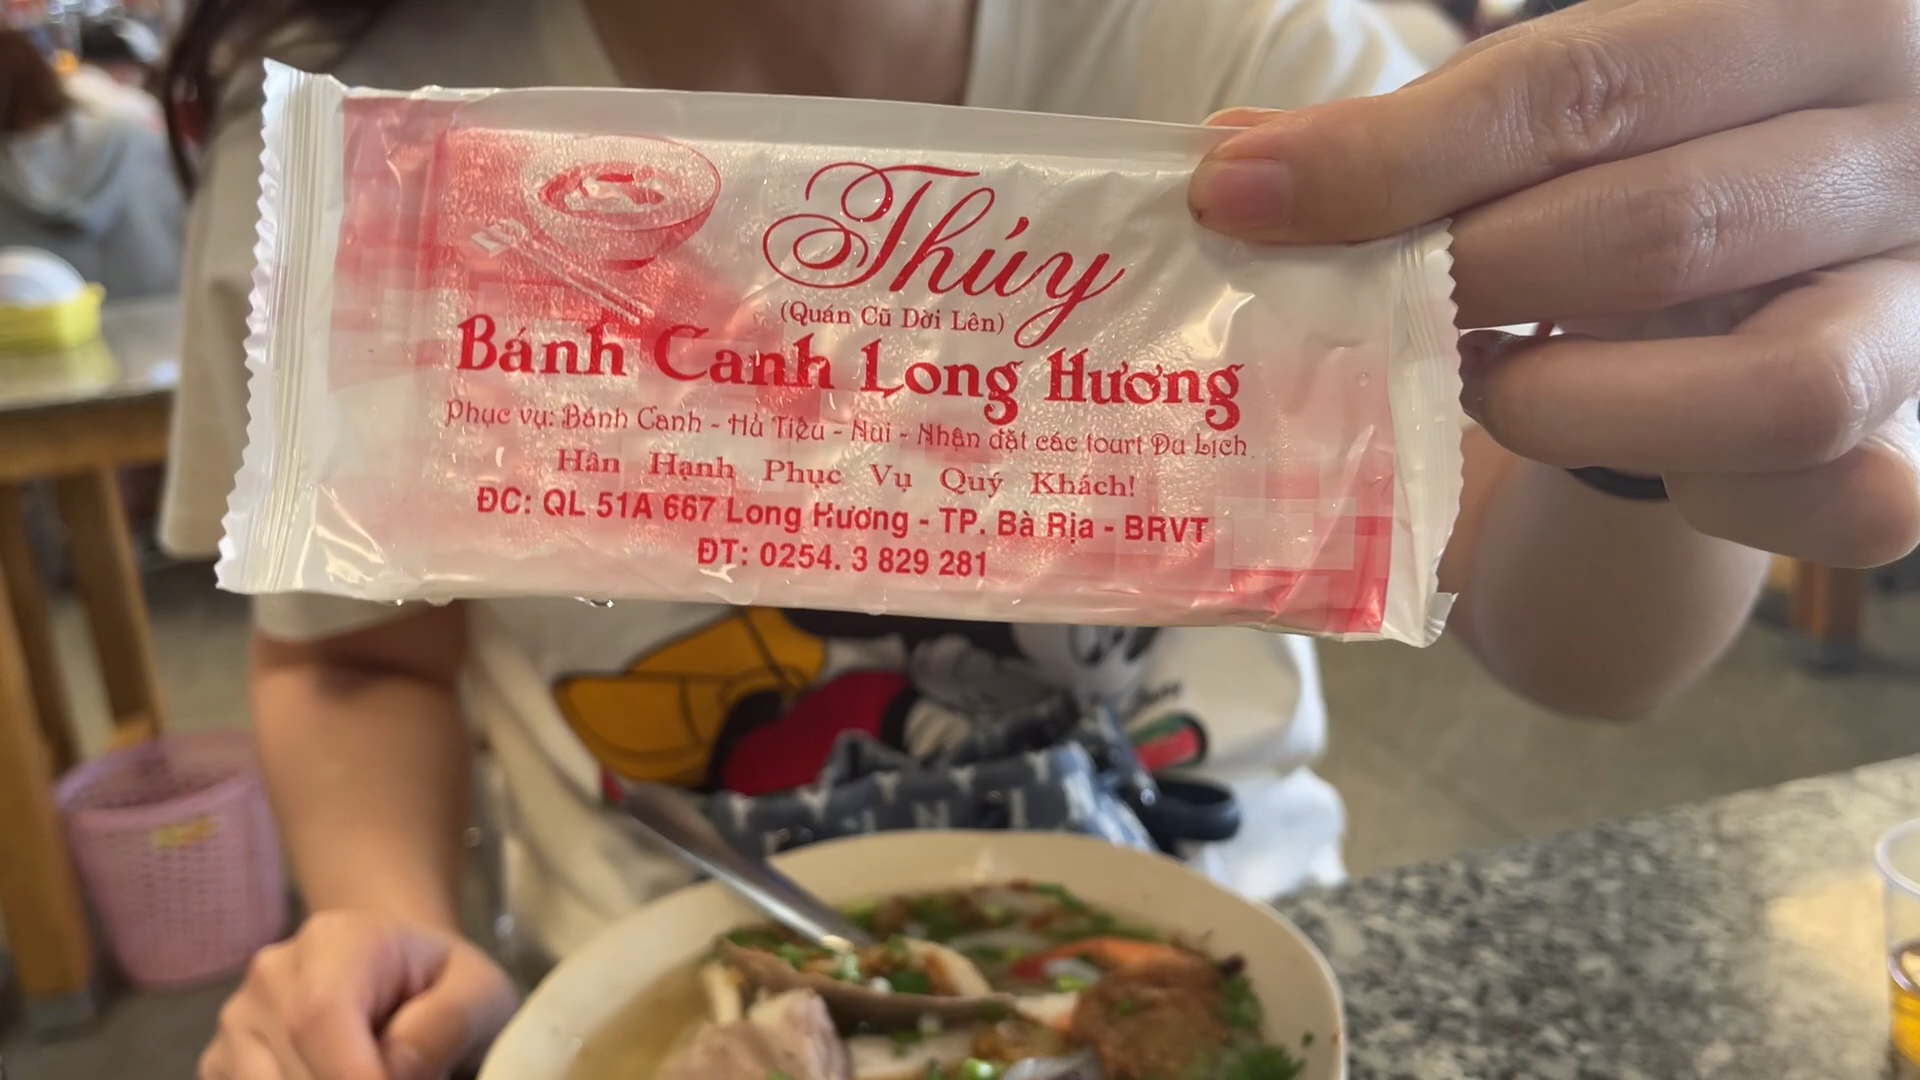 Thúy
(Quán Cũ Dời Lên)
Bánh Canh Long Hương
Phục vụ: Bánh Canh - Hủ Tiếu - Nui - Nhận đặt các tourt Du Lịch
Hân Hạnh Phục Vụ Quý Khách!
ĐC: QL 51A 667 Long Hương - TP. Bà Rịa - BRVT
ĐT: 0254. 3 829 281